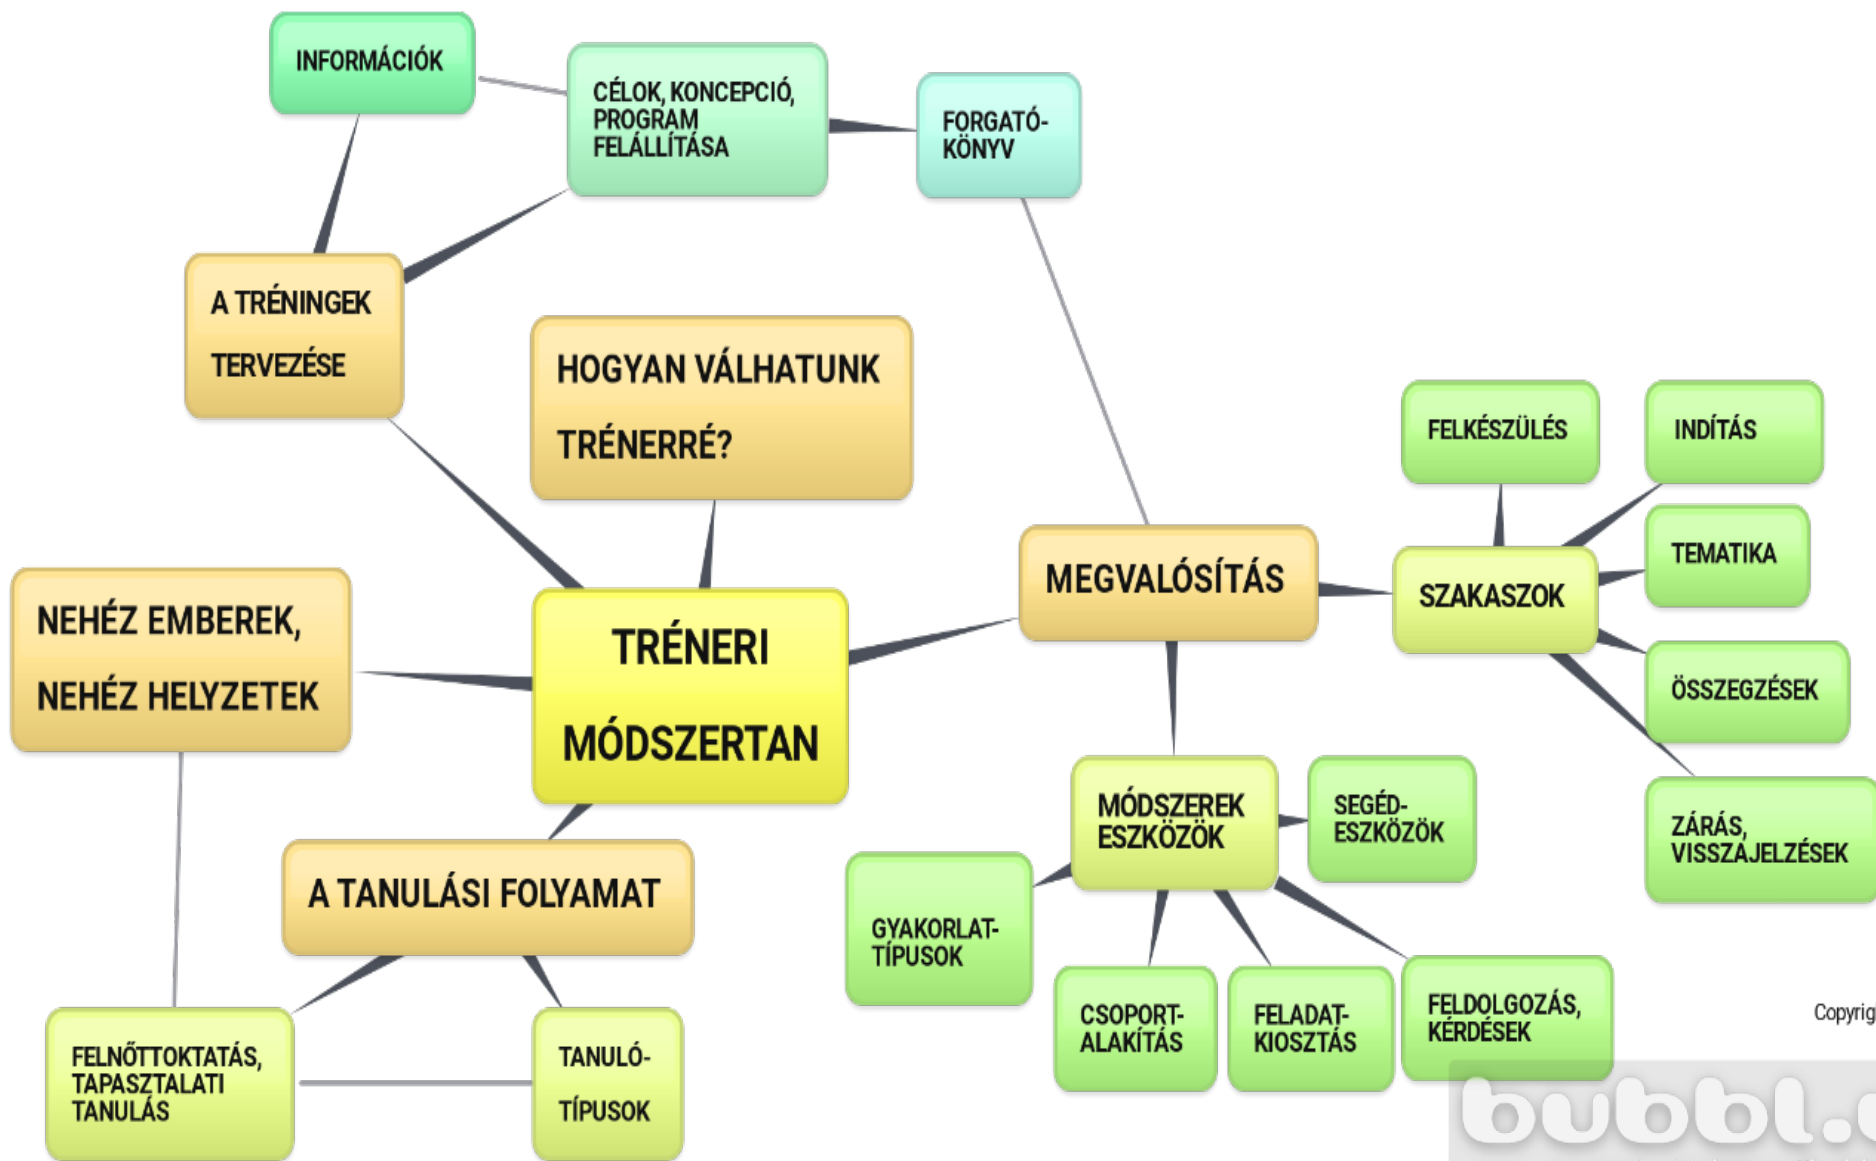 INFORMÁCIÓK
CÉLOK, KONCEPCIÓ,
PROGRAM
FELÁLLÍTÁSA
FORGATÓ-
KÖNYV
A TRÉNINGEK
TERVEZÉSE
HOGYAN VÁLHATUNK
TRÉNERRÉ?
NEHÉZ EMBEREK,
NEHÉZ HELYZETEK
TRÉNERI
MÓDSZERTAN
MEGVALÓSÍTÁS
SZAKASZOK
FELKÉSZÜLÉS
INDÍTÁS
TEMATIKA
ÖSSZEGZÉSEK
ZÁRÁS,
VISSZAJELZÉSEK
MÓDSZEREK
ESZKÖZÖK
SEGÉD-
ESZKÖZÖK
GYAKORLAT-
TÍPUSOK
CSOPORT-
ALAKÍTÁS
FELADAT-
KIOSZTÁS
FELDOLGOZÁS,
KÉRDÉSEK
A TANULÁSI FOLYAMAT
FELNŐTTOKTATÁS,
TAPASZTALATI
TANULÁS
TANULÓ-
TÍPUSOK
Copyrig
bubbl.